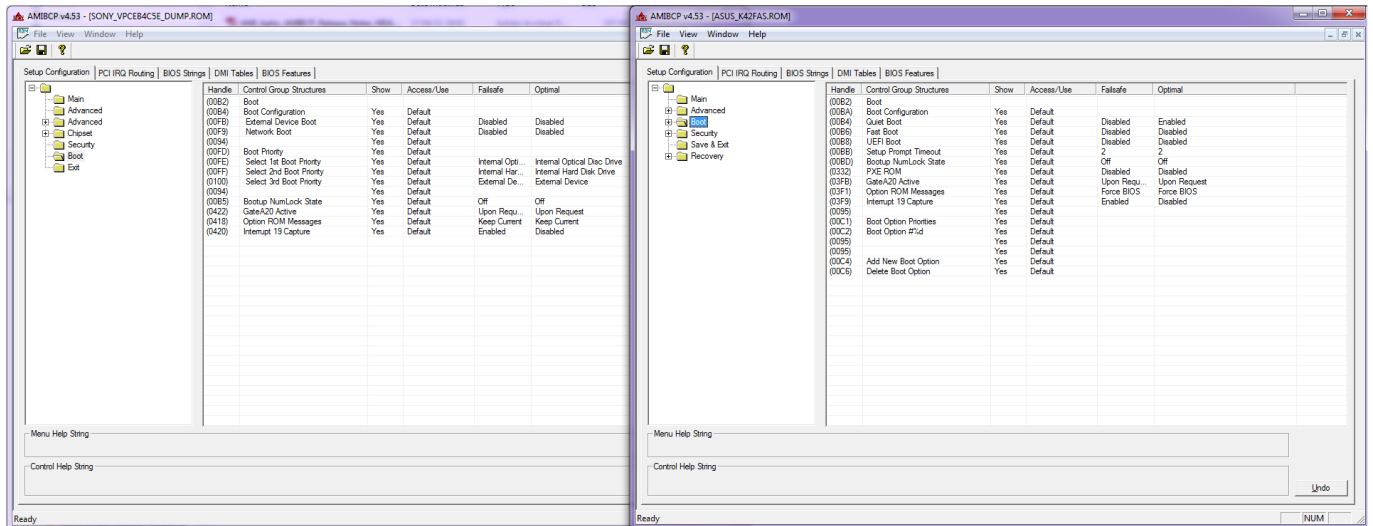 AMIBCP v4.53 - [SONY_VPCEB4C5E_DUMP.ROM]
File View Window Help
Setup Configuration PCI IRQ Routing BIOS Strings DMI Tables BIOS Features
Main
Advanced
Advanced
Chipset
Security
Boot
Exit
Handle Control Group Structures Show Access/Use Failsafe Optimal
(00B2) Boot
(00B4) Boot Configuration Yes Default
(00FB) External Device Boot Yes Default Disabled Disabled
(00F9) Network Boot Yes Default Disabled Disabled
(0094) Yes Default
(00FD) Boot Priority Yes Default
(00FE) Select 1st Boot Priority Yes Default Internal Opti... Internal Optical Disc Drive
(00FF) Select 2nd Boot Priority Yes Default Internal Har... Internal Hard Disk Drive
(0100) Select 3rd Boot Priority Yes Default External De... External Device
(0094) Yes Default
(00B5) Bootup NumLock State Yes Default Off Off
(0422) GateA20 Active Yes Default Upon Requ... Upon Request
(0418) Option ROM Messages Yes Default Keep Current Keep Current
(0420) Interrupt 19 Capture Yes Default Enabled Disabled
Menu Help String
Control Help String
Ready
AMIBCP v4.53 - [ASUS_K42FAS.ROM]
File View Window Help
Setup Configuration PCI IRQ Routing BIOS Strings DMI Tables BIOS Features
Main
Advanced
Boot
Security
Save & Exit
Recovery
Handle Control Group Structures Show Access/Use Failsafe Optimal
(00B2) Boot
(00BA) Boot Configuration Yes Default
(00B4) Quiet Boot Yes Default Disabled Enabled
(00B6) Fast Boot Yes Default Disabled Disabled
(00B8) UEFI Boot Yes Default Disabled Disabled
(00BB) Setup Prompt Timeout Yes Default 2 2
(00BD) Bootup NumLock State Yes Default Off Off
(0332) PXE ROM Yes Default Disabled Disabled
(03FB) GateA20 Active Yes Default Upon Requ... Upon Request
(03F1) Option ROM Messages Yes Default Force BIOS Force BIOS
(03F9) Interrupt 19 Capture Yes Default Enabled Disabled
(0095) Yes Default
(00C1) Boot Option Priorities Yes Default
(00C2) Boot Option #%d Yes Default
(0095) Yes Default
(0095) Yes Default
(00C4) Add New Boot Option Yes Default
(00C6) Delete Boot Option Yes Default
Menu Help String
Control Help String
Undo
Ready
NUM